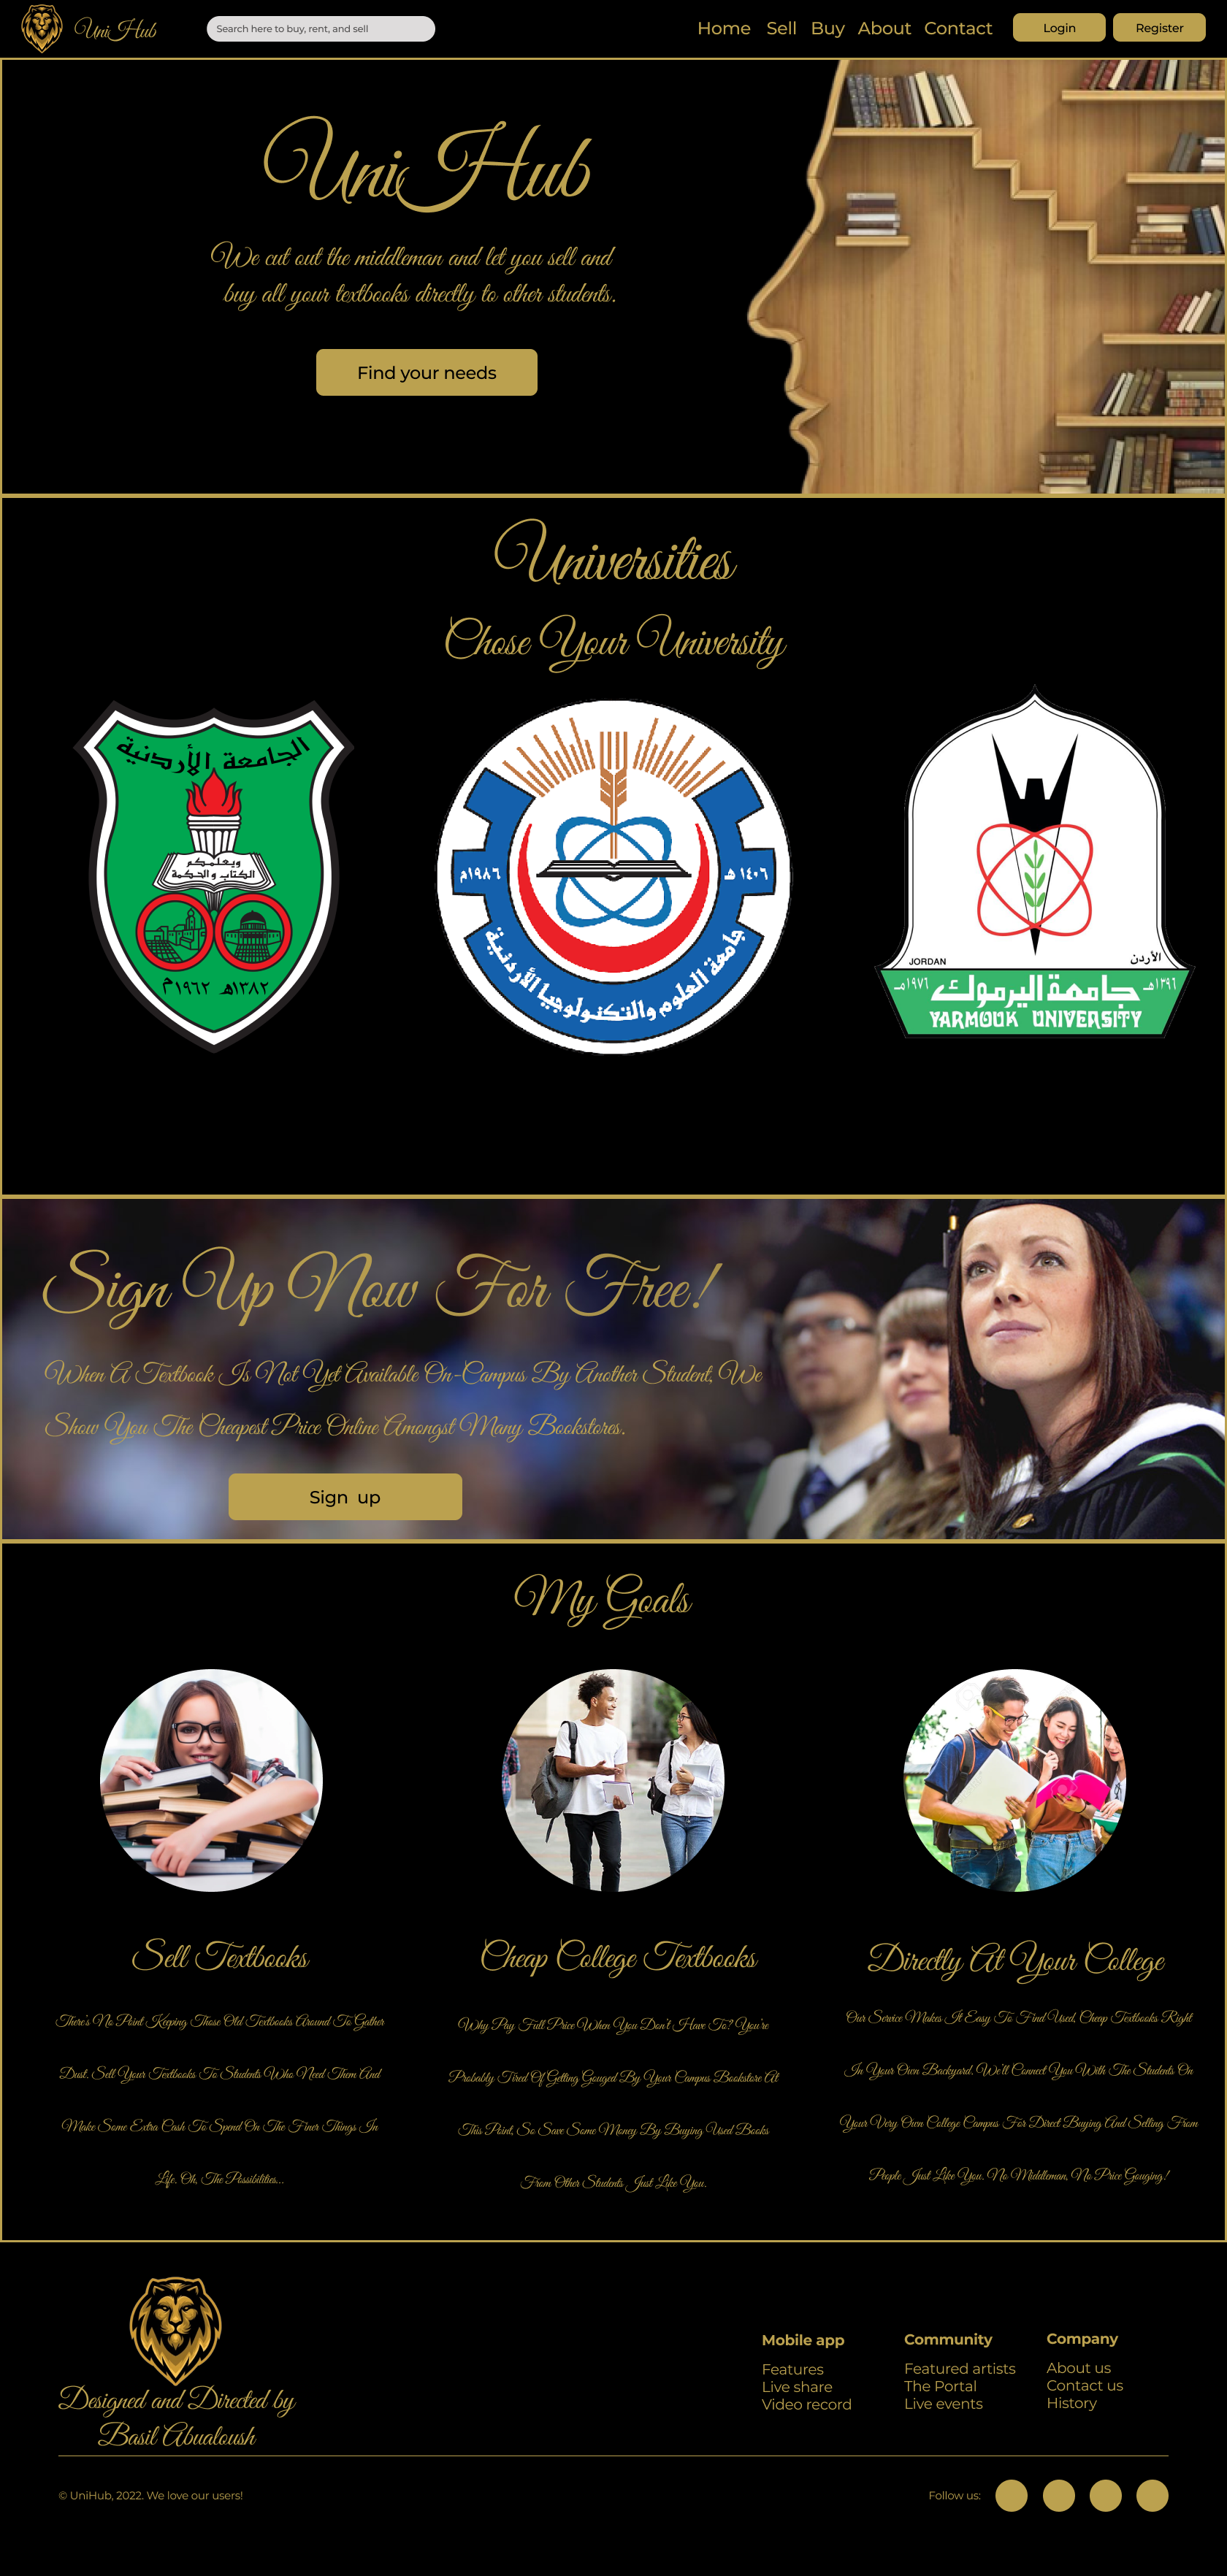 UniHub
Search here to buy, rent, and sell
Home Sell Buy About Contact
Login
Register
UniHub
We cut out the middleman and let you sell and
buy all your textbooks directly to other students.
Find your needs
Universities
Chose Your University
الجامعة الأردنية
ويعلمكم
الكتاب والحكمة
١٣٨٢هـ ١٩٦٢م
١٤٠٦ هـ
١٩٨٦م
جامعة العلوم والتكنولوجيا الأردنية
JORDAN
الأردن
١٣٩٦هـ
جامعة اليرموك
١٩٧٦مـ
YARMOUK UNIVERSITY
Sign Up Now For Free!
When A Textbook Is Not Yet Available On-Campus By Another Student, We
Show You The Cheapest Price Online Amongst Many Bookstores.
Sign up
My Goals
Sell Textbooks
There's No Point Keeping Those Old Textbooks Around To Gather
Dust. Sell Your Textbooks To Students Who Need Them And
Make Some Extra Cash To Spend On The Finer Things In
Life. Oh, The Possibilities...
Cheap College Textbooks
Why Pay Full Price When You Don't Have To? You're
Probably Tired Of Getting Gouged By Your Campus Bookstore At
This Point, So Save Some Money By Buying Used Books
From Other Students Just Like You.
Directly At Your College
Our Service Makes It Easy To Find Used, Cheap Textbooks Right
In Your Own Backyard. We'll Connect You With The Students On
Your Very Own College Campus For Direct Buying And Selling From
People Just Like You. No Middleman, No Price Gouging!
Designed and Directed by
Basil Abualoush
Mobile app
Features
Live share
Video record
Community
Featured artists
The Portal
Live events
Company
About us
Contact us
History
© UniHub, 2022. We love our users!
Follow us: